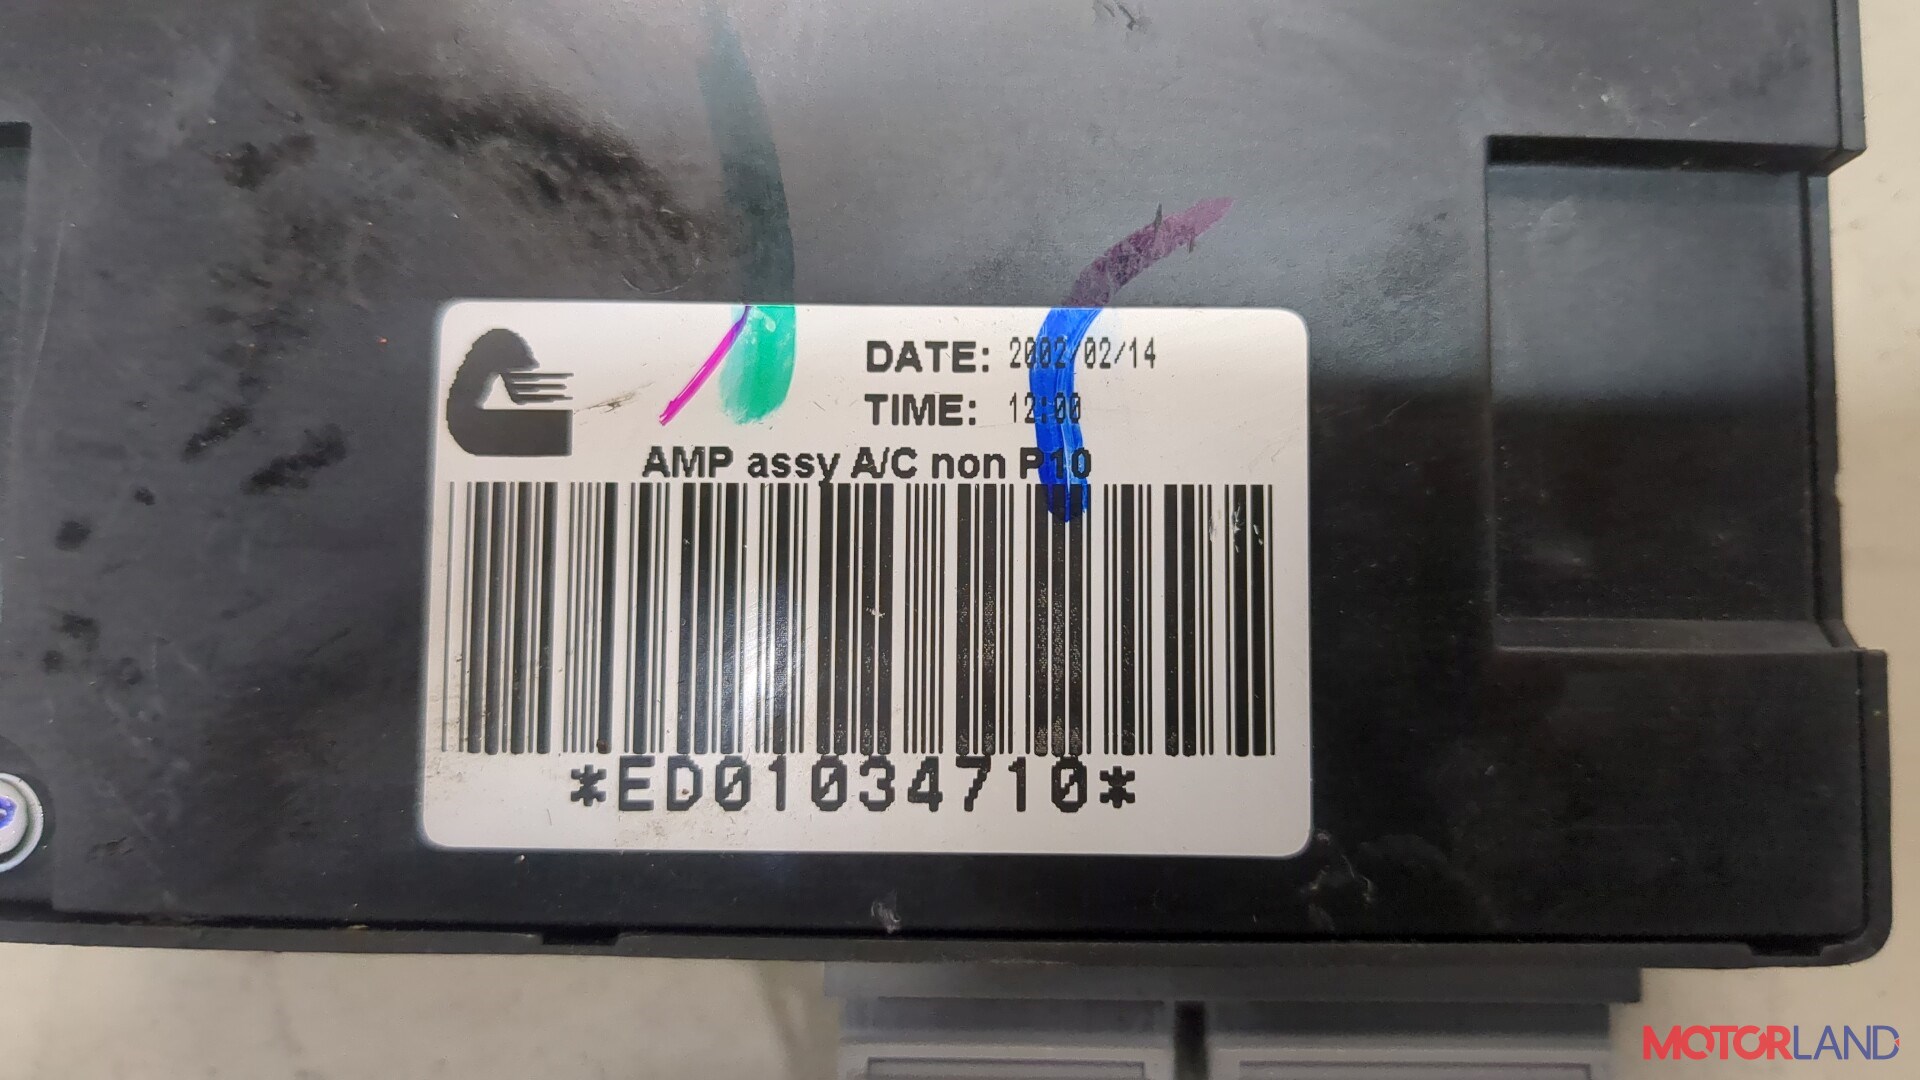 DATE: 2002/02/14
TIME: 12:00
AMP assy A/C non P10
*ED01034710*
MOTORLAND